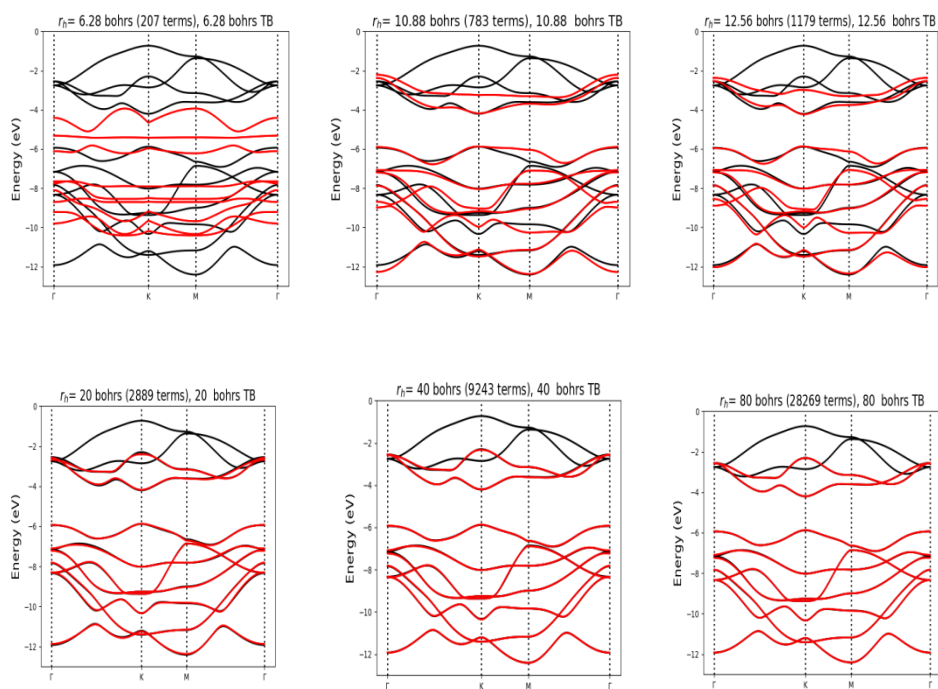 r_h= 6.28 bohrs (207 terms), 6.28 bohrs TB
0
−2
−4
−6
−8
−10
−12
Energy (eV)
Γ K M Γ
r_h= 10.88 bohrs (783 terms), 10.88 bohrs TB
0
−2
−4
−6
−8
−10
−12
Energy (eV)
Γ K M Γ
r_h= 12.56 bohrs (1179 terms), 12.56 bohrs TB
0
−2
−4
−6
−8
−10
−12
Energy (eV)
Γ K M Γ
r_h= 20 bohrs (2889 terms), 20 bohrs TB
0
−2
−4
−6
−8
−10
−12
Energy (eV)
Γ K M Γ
r_h= 40 bohrs (9243 terms), 40 bohrs TB
0
−2
−4
−6
−8
−10
−12
Energy (eV)
Γ K M Γ
r_h= 80 bohrs (28269 terms), 80 bohrs TB
0
−2
−4
−6
−8
−10
−12
Energy (eV)
Γ K M Γ